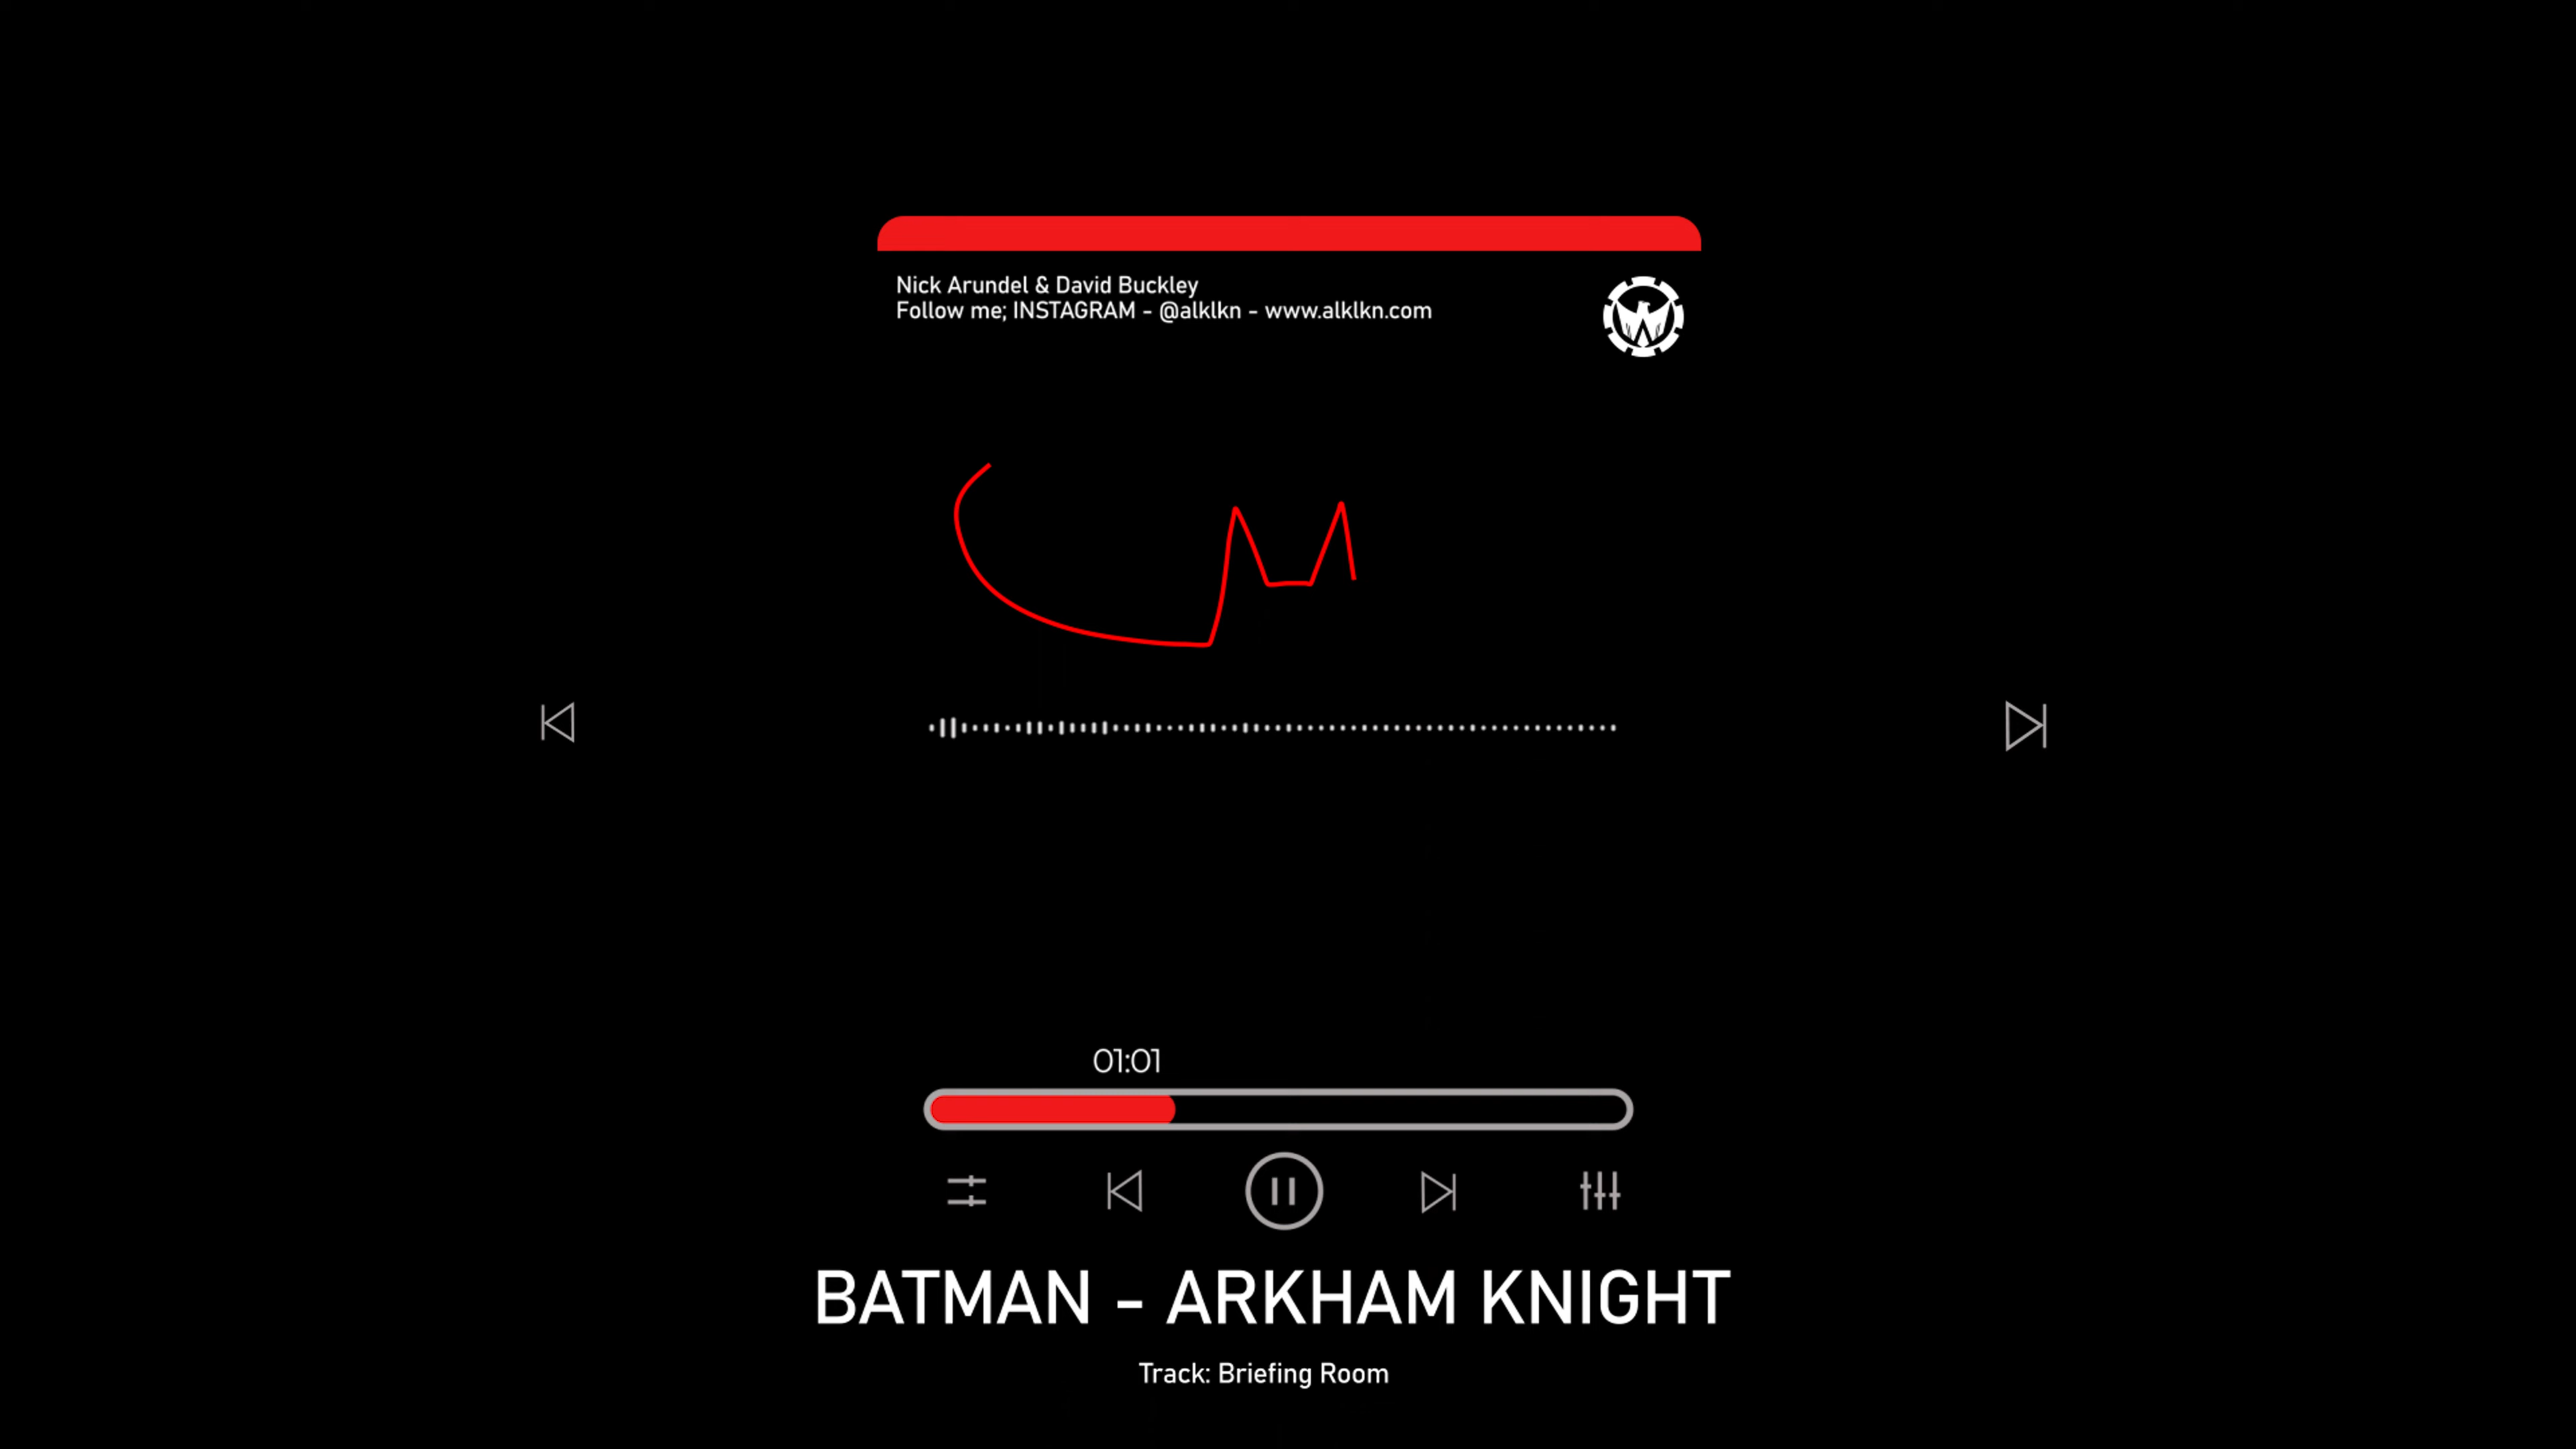 Nick Arundel & David Buckley
Follow me; INSTAGRAM - @alklkn - www.alklkn.com
01:01
BATMAN - ARKHAM KNIGHT
Track: Briefing Room